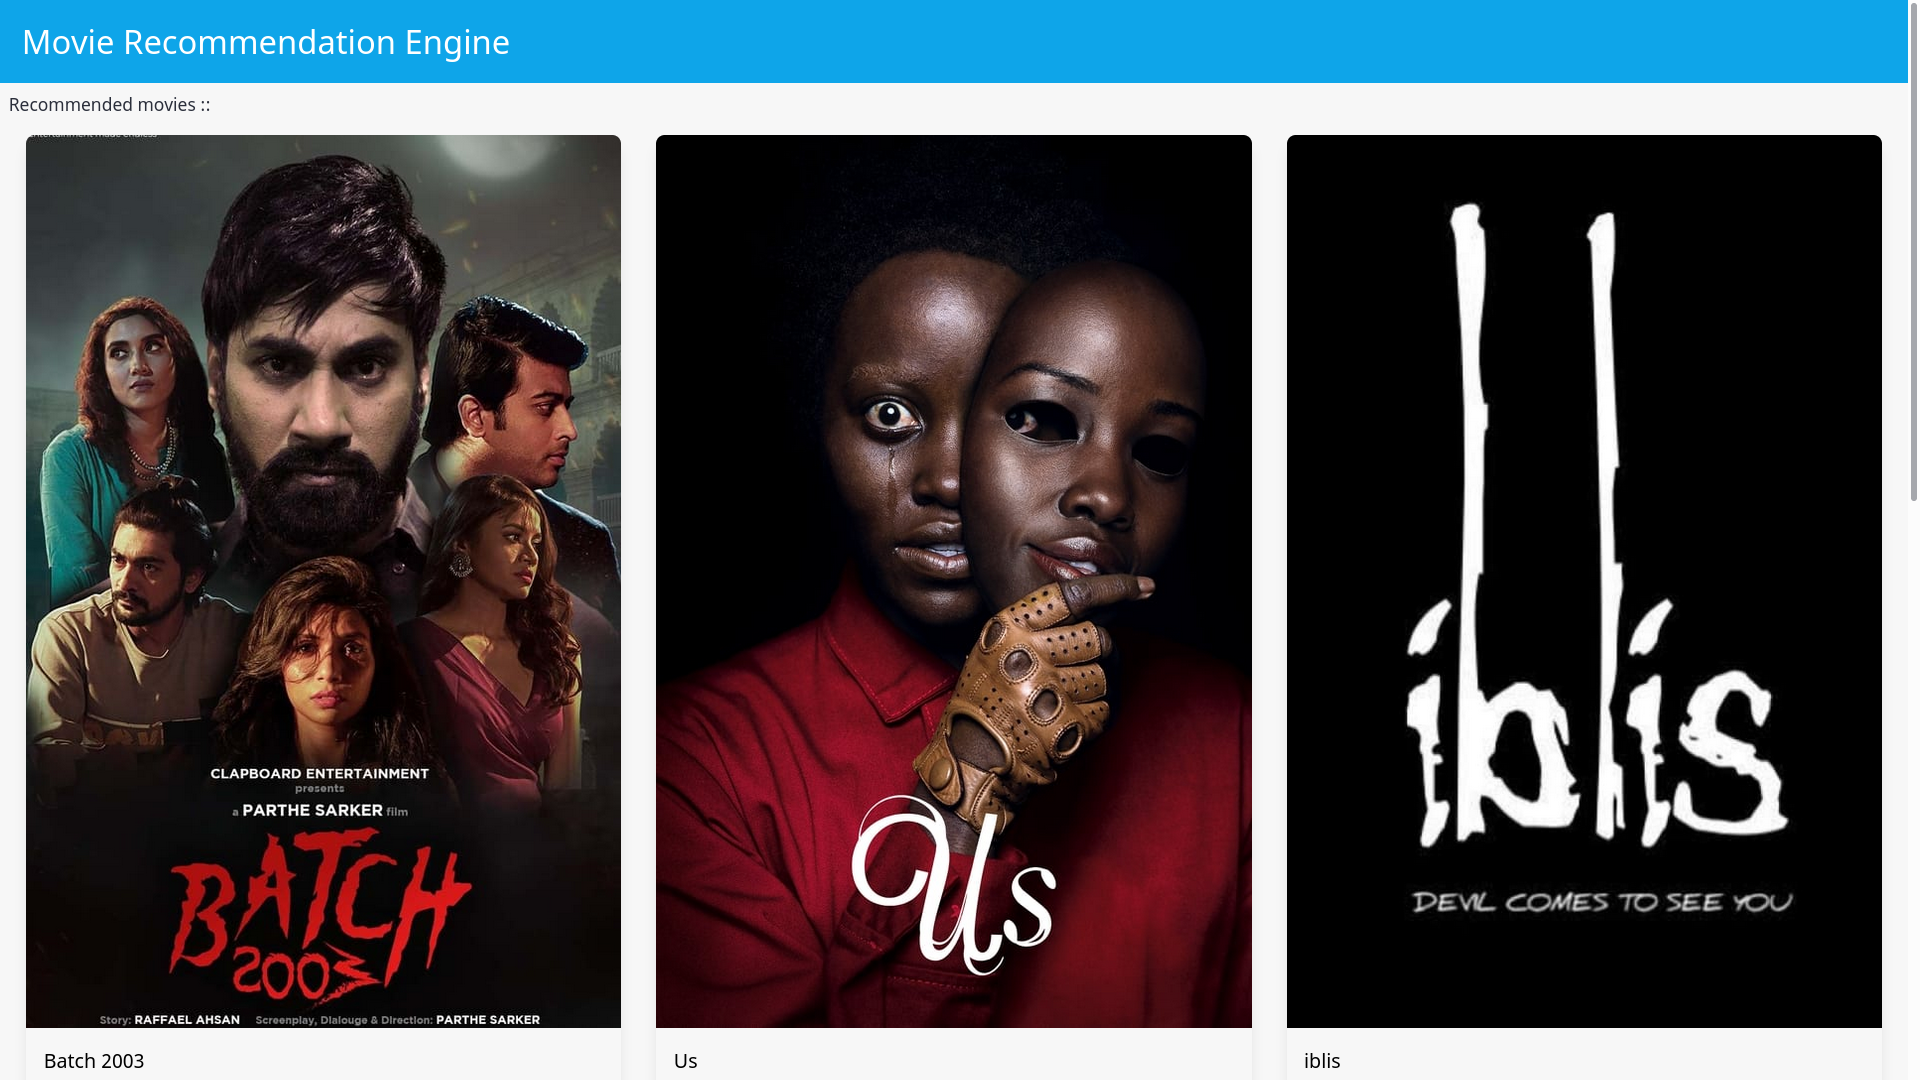 Movie Recommendation Engine
Recommended movies ::
entertainment made endless
CLAPBOARD ENTERTAINMENT
presents
a PARTHE SARKER film
BATCH
2003
Story: RAFFAEL AHSAN Screenplay, Dialouge & Direction: PARTHE SARKER
Batch 2003
Us
Us
iblis
DEVIL COMES TO SEE YOU
iblis